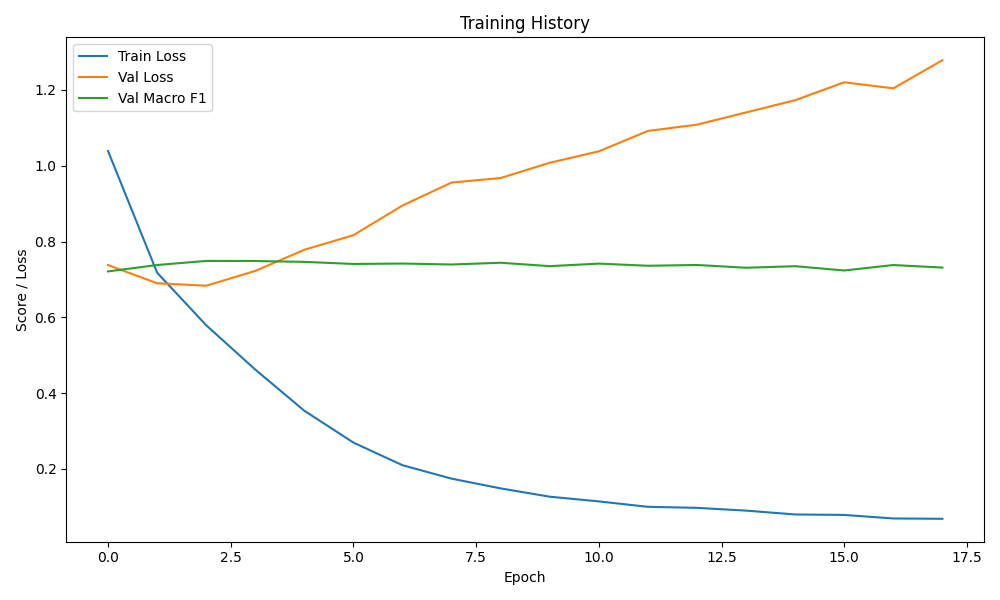 Training History
Train Loss
Val Loss
Val Macro F1
Score / Loss
1.2
1.0
0.8
0.6
0.4
0.2
0.0
2.5
5.0
7.5
10.0
12.5
15.0
17.5
Epoch